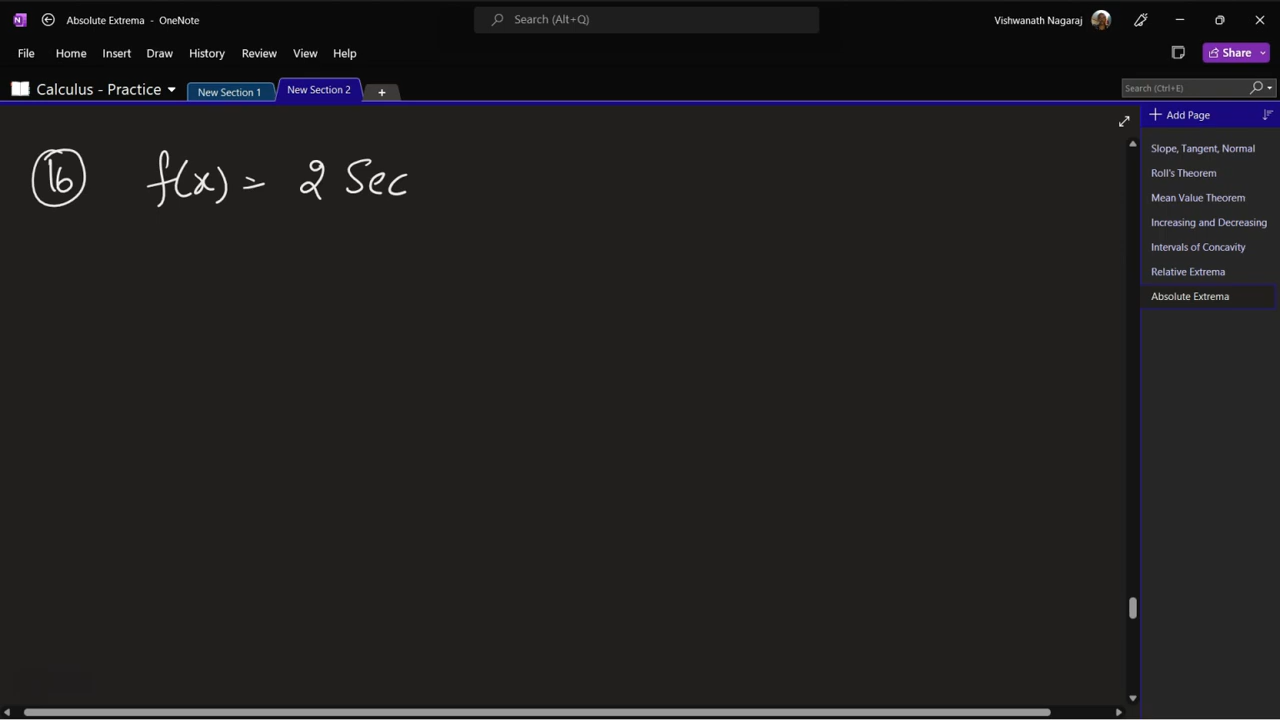 Absolute Extrema - OneNote
Search (Alt+Q)
Vishwanath Nagaraj
File Home Insert Draw History Review View Help
Share
Calculus - Practice
New Section 1
New Section 2
+
Search (Ctrl+E)
Add Page
Slope, Tangent, Normal
Roll's Theorem
Mean Value Theorem
Increasing and Decreasing
Intervals of Concavity
Relative Extrema
Absolute Extrema
16 f(x) = 2 Sec